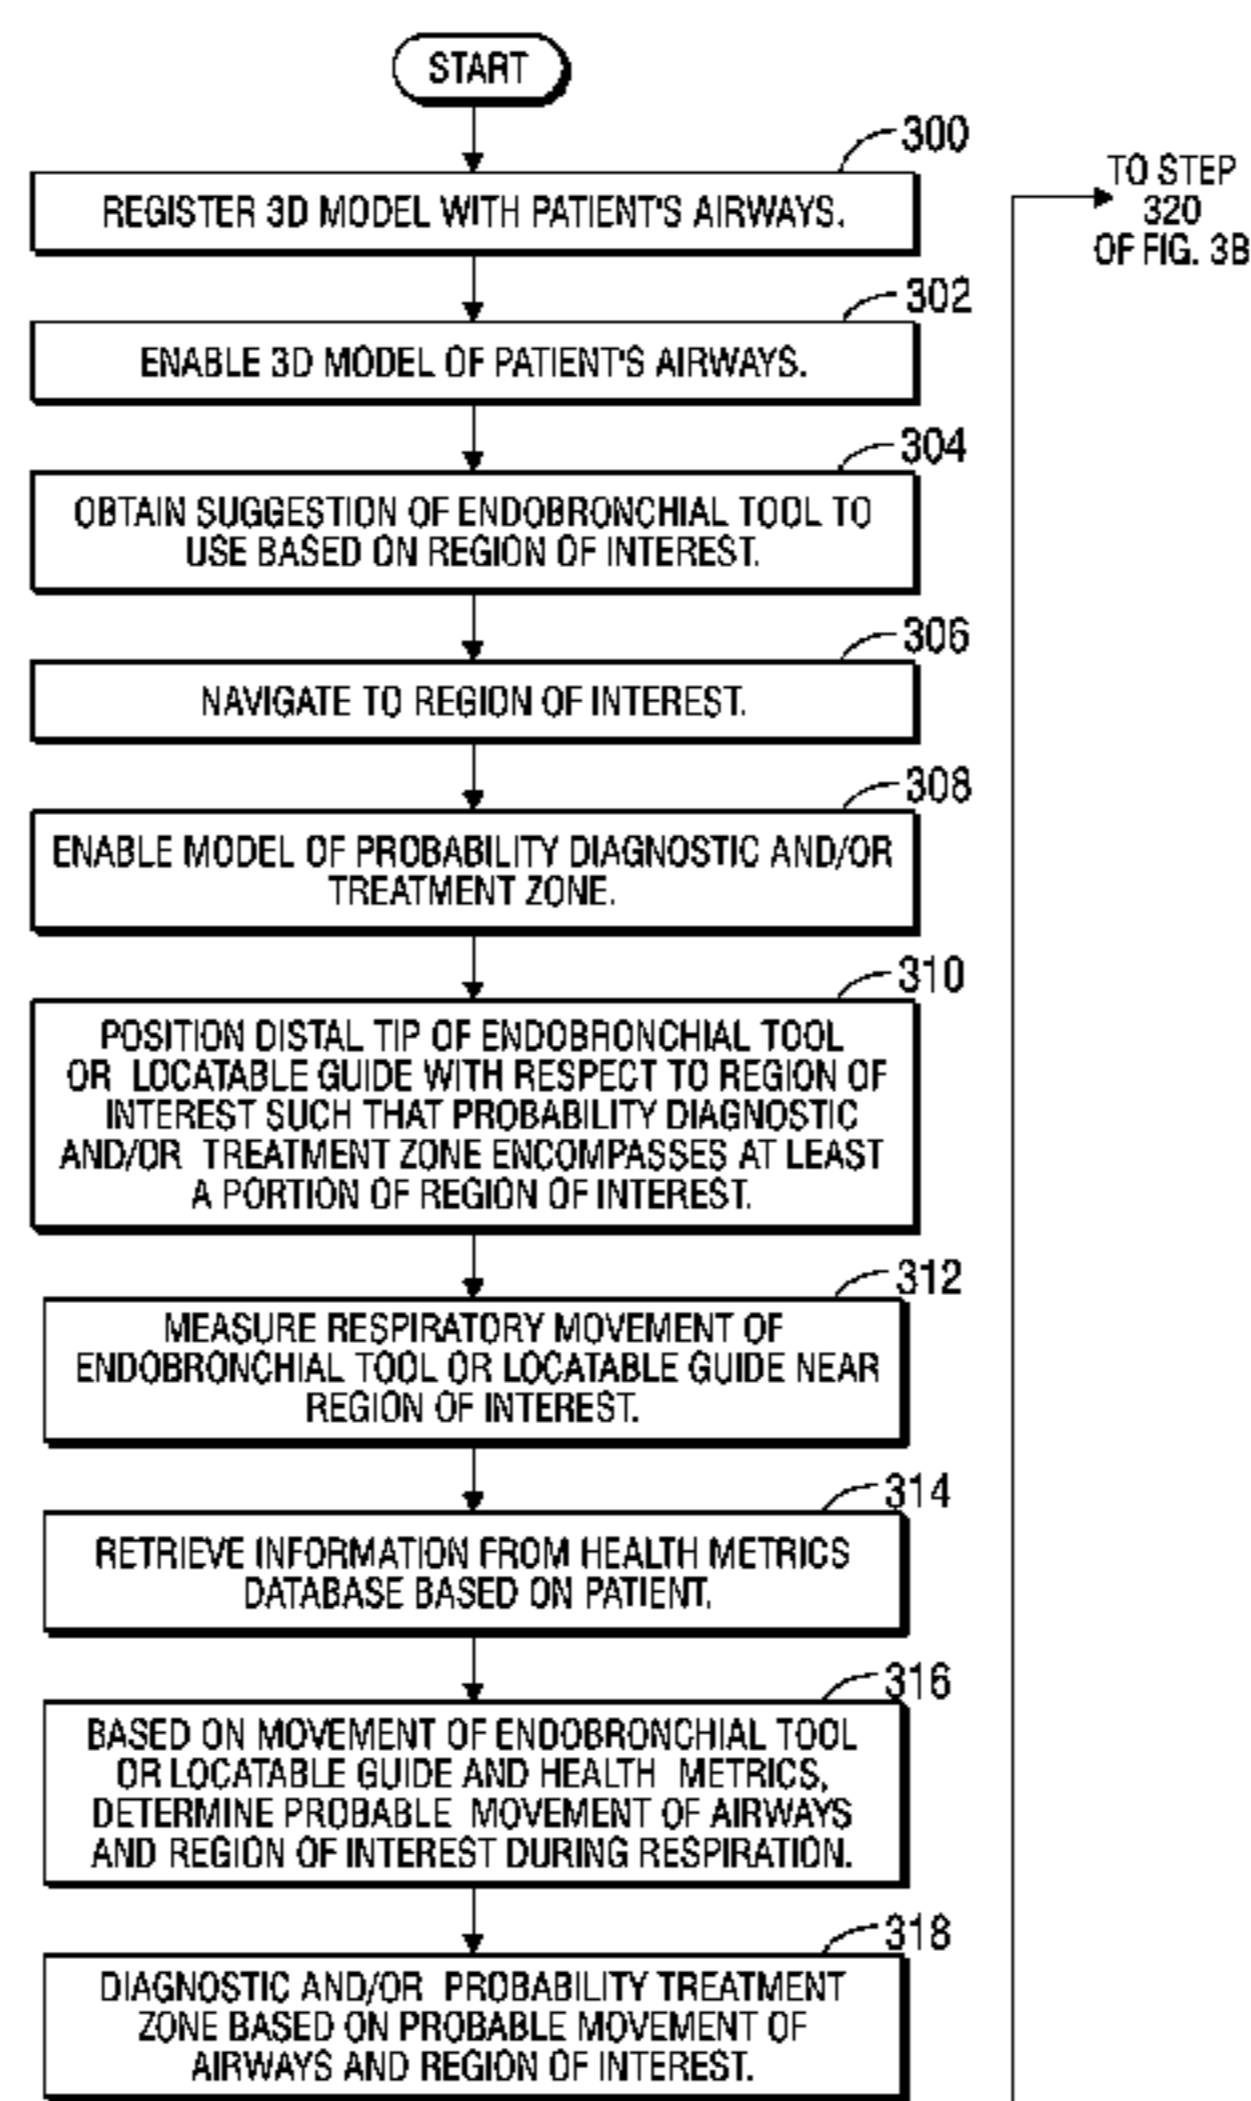 START
300
REGISTER 3D MODEL WITH PATIENT'S AIRWAYS.
TO STEP
320
OF FIG. 3B
302
ENABLE 3D MODEL OF PATIENT'S AIRWAYS.
304
OBTAIN SUGGESTION OF ENDOBRONCHIAL TOOL TO
USE BASED ON REGION OF INTEREST.
306
NAVIGATE TO REGION OF INTEREST.
308
ENABLE MODEL OF PROBABILITY DIAGNOSTIC AND/OR
TREATMENT ZONE.
310
POSITION DISTAL TIP OF ENDOBRONCHIAL TOOL
OR LOCATABLE GUIDE WITH RESPECT TO REGION OF
INTEREST SUCH THAT PROBABILITY DIAGNOSTIC
AND/OR TREATMENT ZONE ENCOMPASSES AT LEAST
A PORTION OF REGION OF INTEREST.
312
MEASURE RESPIRATORY MOVEMENT OF
ENDOBRONCHIAL TOOL OR LOCATABLE GUIDE NEAR
REGION OF INTEREST.
314
RETRIEVE INFORMATION FROM HEALTH METRICS
DATABASE BASED ON PATIENT.
316
BASED ON MOVEMENT OF ENDOBRONCHIAL TOOL
OR LOCATABLE GUIDE AND HEALTH METRICS,
DETERMINE PROBABLE MOVEMENT OF AIRWAYS
AND REGION OF INTEREST DURING RESPIRATION.
318
DIAGNOSTIC AND/OR PROBABILITY TREATMENT
ZONE BASED ON PROBABLE MOVEMENT OF
AIRWAYS AND REGION OF INTEREST.